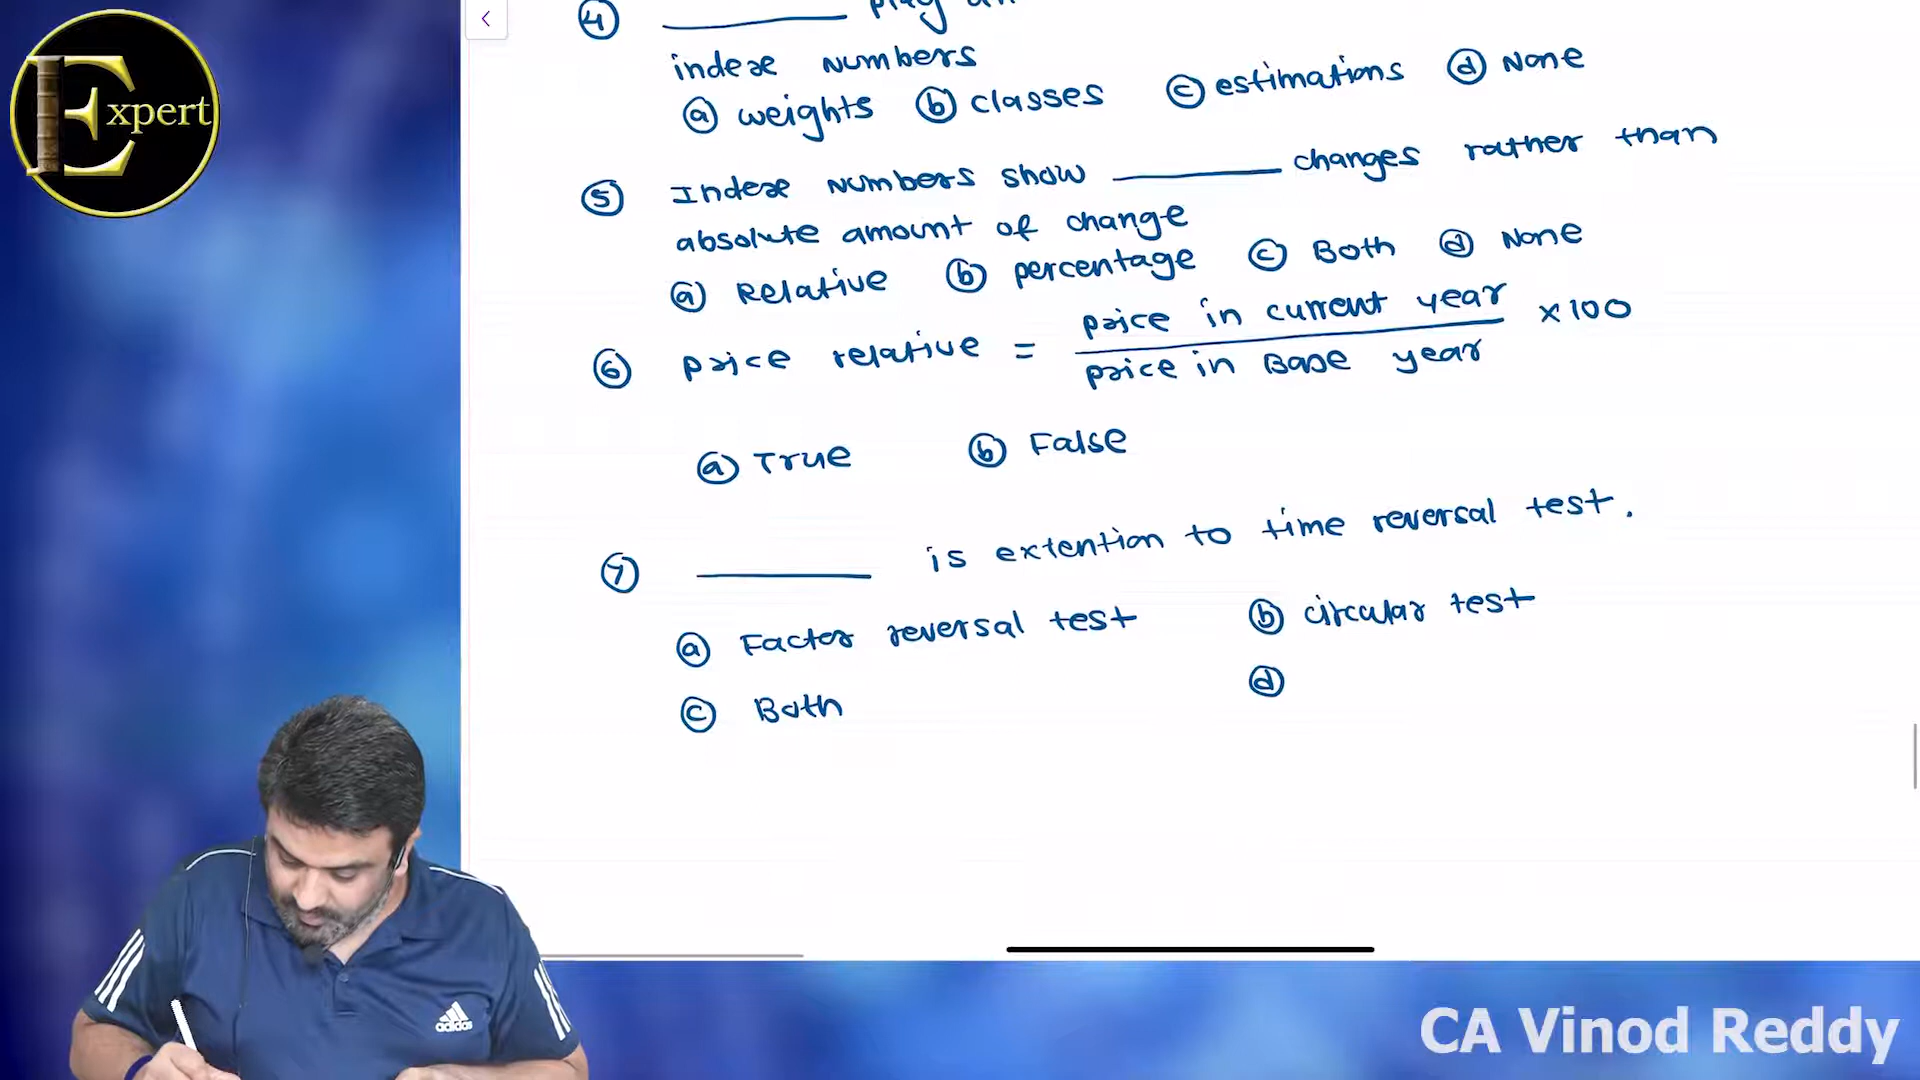 Expert
④ ________ play an
index numbers
ⓐ weights ⓑ classes ⓒ estimations ⓓ None
⑤ Index numbers show ________ changes rather than
absolute amount of change
ⓐ Relative ⓑ percentage ⓒ Both ⓓ None
⑥ price relative = price in current year × 100
price in Base year
ⓐ True ⓑ False
⑦ ________ is extention to time reversal test.
ⓐ Factor reversal test ⓑ circular test
ⓒ Both ⓓ
adidas
CA Vinod Reddy